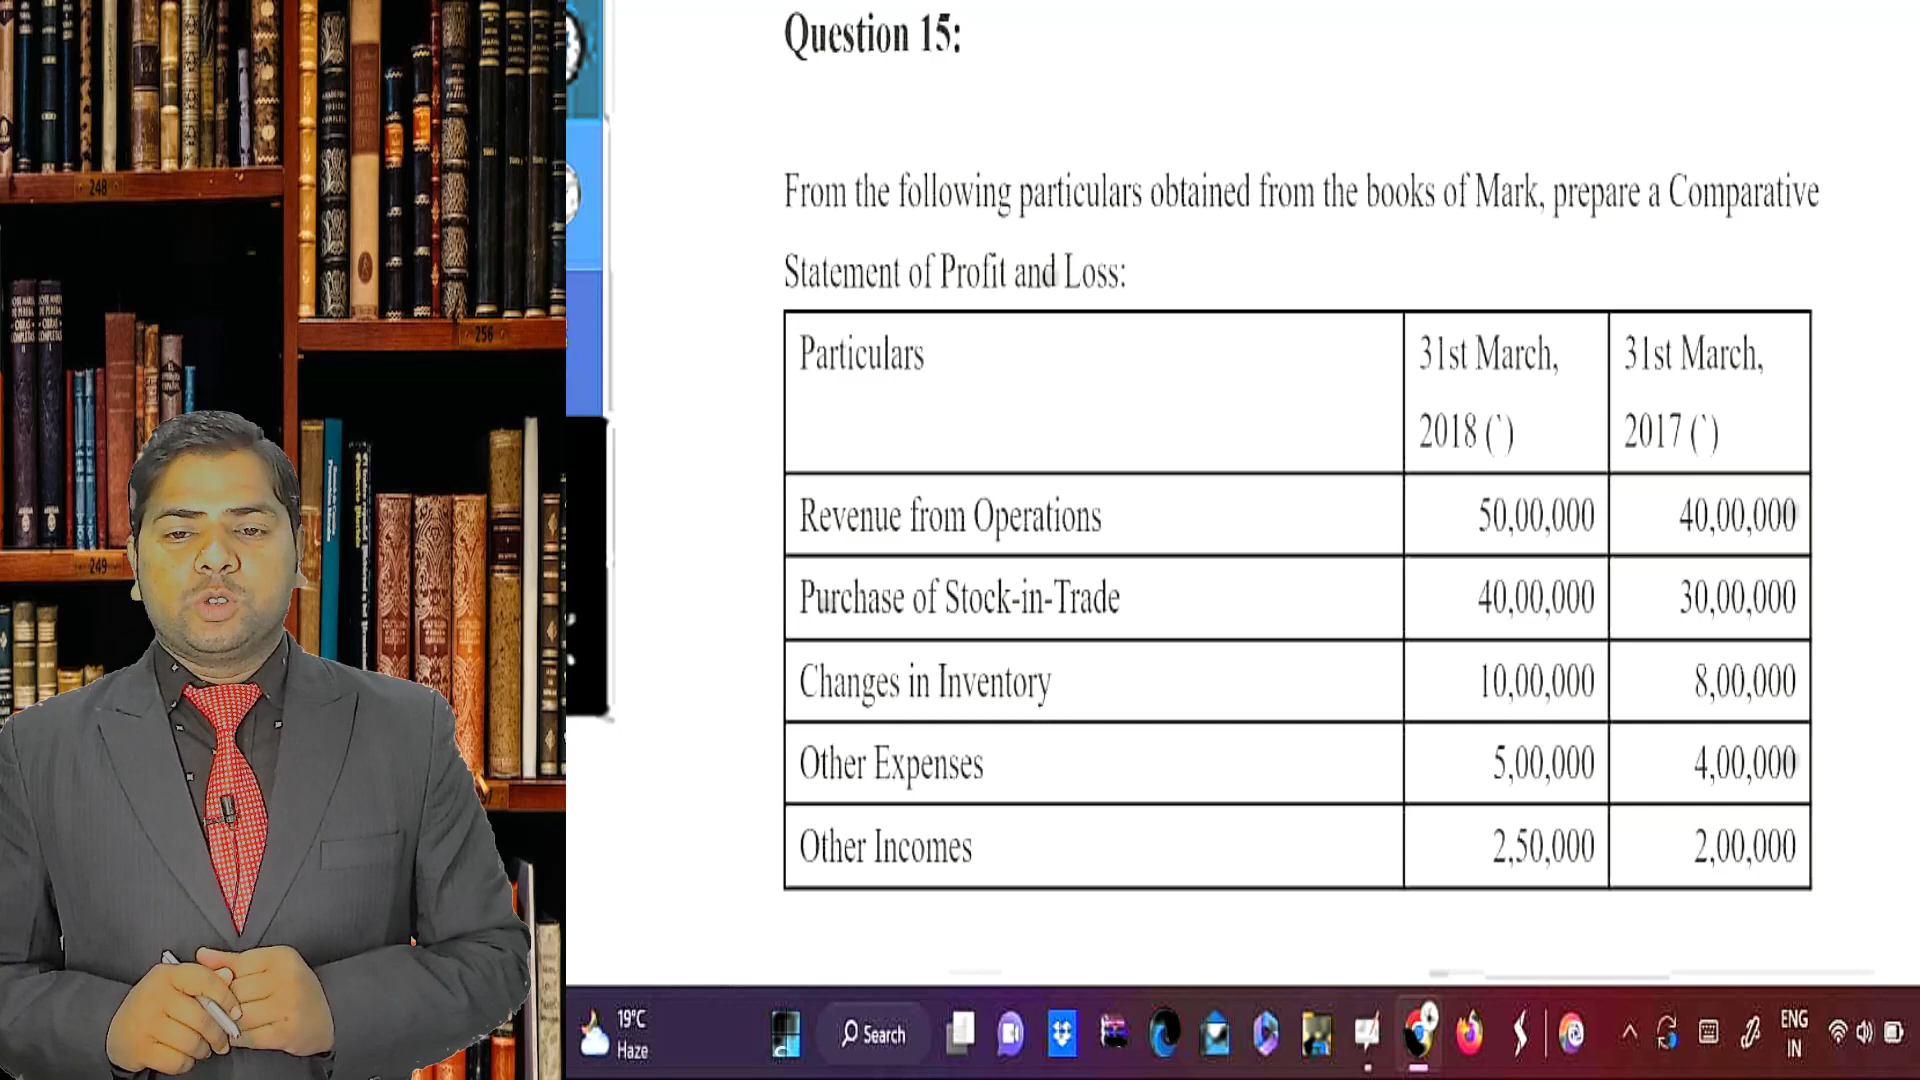 Question 15:
From the following particulars obtained from the books of Mark, prepare a Comparative
Statement of Profit and Loss:
Particulars
31st March,
2018 (`)
31st March,
2017 (`)
Revenue from Operations 50,00,000 40,00,000
Purchase of Stock-in-Trade 40,00,000 30,00,000
Changes in Inventory 10,00,000 8,00,000
Other Expenses 5,00,000 4,00,000
Other Incomes 2,50,000 2,00,000
248
256
249
19°C
Haze
Search
ENG
IN